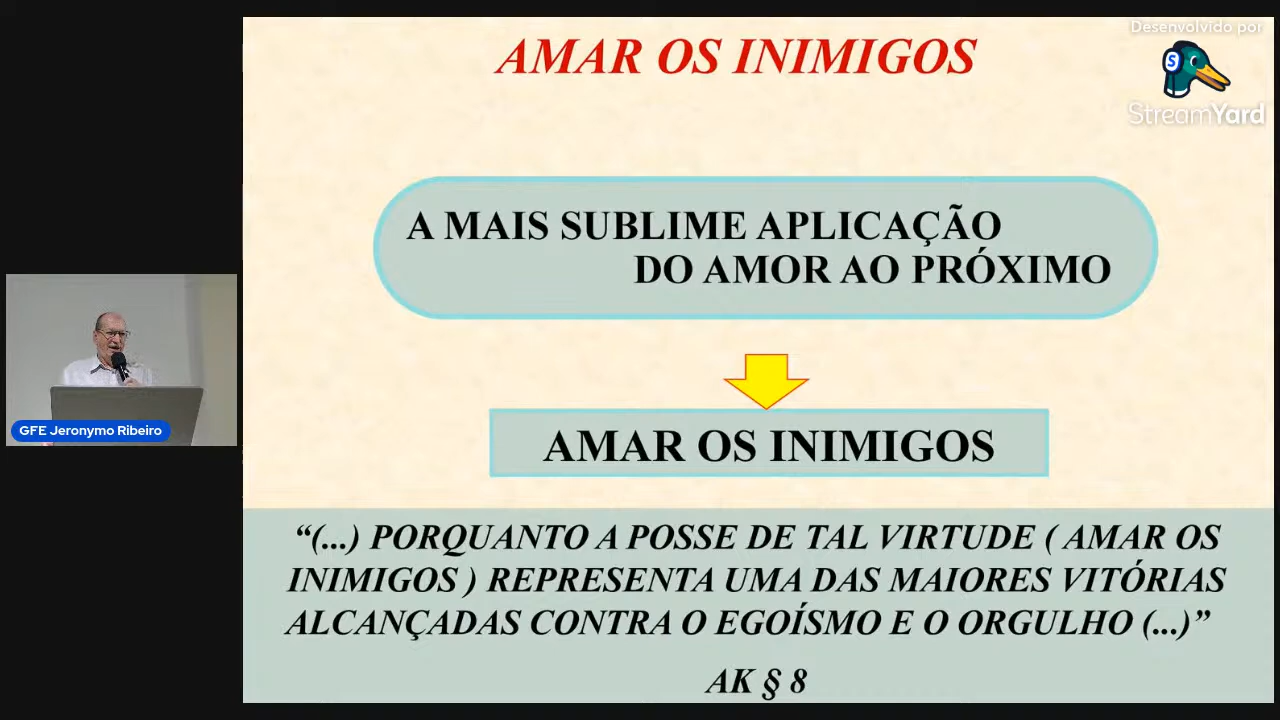 AMAR OS INIMIGOS
Desenvolvido por
S
StreamYard
A MAIS SUBLIME APLICAÇÃO
DO AMOR AO PRÓXIMO
AMAR OS INIMIGOS
GFE Jeronymo Ribeiro
“(...) PORQUANTO A POSSE DE TAL VIRTUDE ( AMAR OS
INIMIGOS ) REPRESENTA UMA DAS MAIORES VITÓRIAS
ALCANÇADAS CONTRA O EGOÍSMO E O ORGULHO (...)”
AK § 8